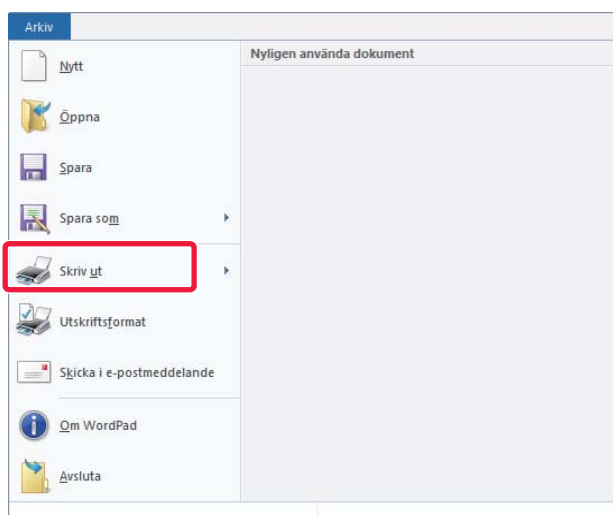 Arkiv
Nyligen använda dokument
Nytt
Öppna
Spara
Spara som
Skriv ut
Utskriftsformat
Skicka i e-postmeddelande
Om WordPad
Avsluta